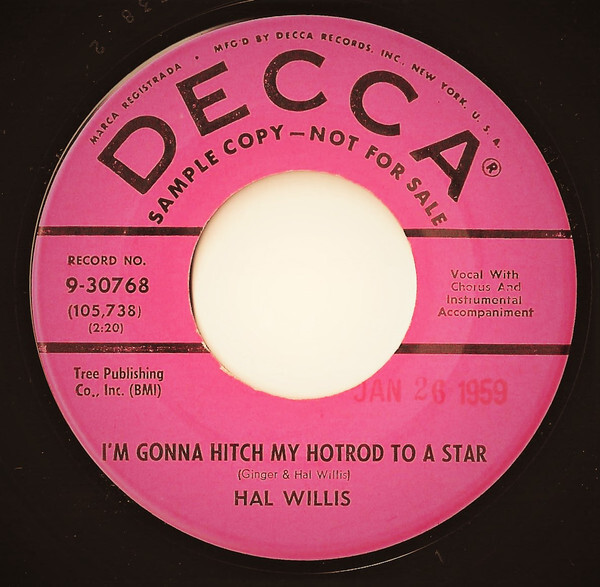 MARCA REGISTRADA • MFG'D BY DECCA RECORDS, INC., NEW YORK, U.S.A.
DECCA®
SAMPLE COPY—NOT FOR SALE
RECORD NO.
9-30768
(105,738)
(2:20)
Vocal With
Chorus And
Instrumental
Accompaniment
Tree Publishing
Co., Inc. (BMI)
JAN 26 1959
I'M GONNA HITCH MY HOTROD TO A STAR
(Ginger & Hal Willis)
HAL WILLIS